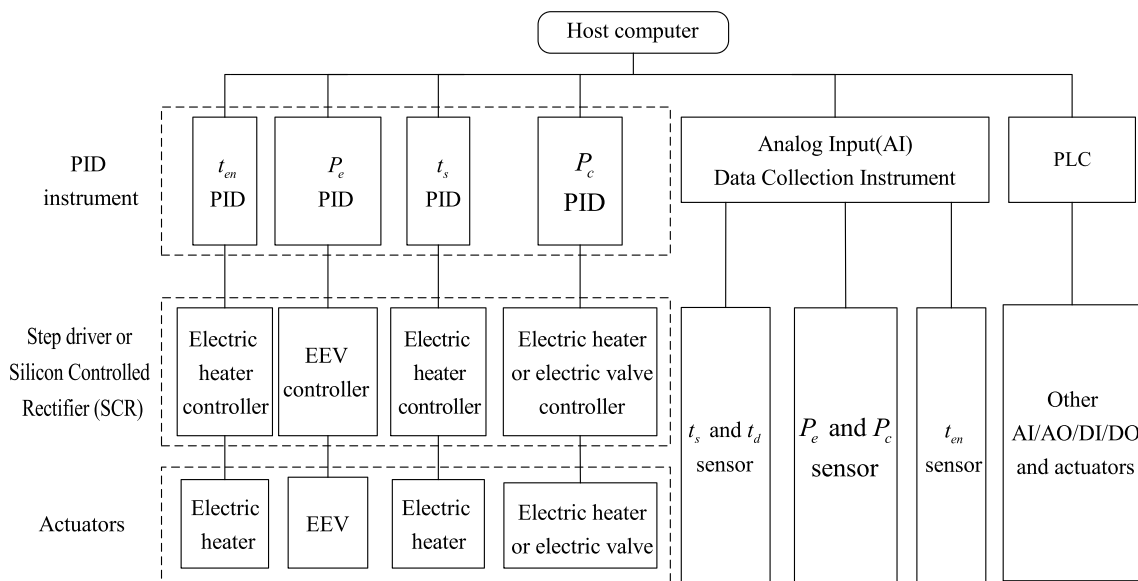 Host computer
PID
instrument
t_en
PID
P_e
PID
t_s
PID
P_c
PID
Analog Input(AI)
Data Collection Instrument
PLC
Step driver or
Silicon Controlled
Rectifier (SCR)
Electric
heater
controller
EEV
controller
Electric
heater
controller
Electric heater
or electric valve
controller
t_s and t_d
sensor
P_e and P_c
sensor
t_en
sensor
Other
AI/AO/DI/DO
and actuators
Actuators
Electric
heater
EEV
Electric
heater
Electric heater
or electric valve